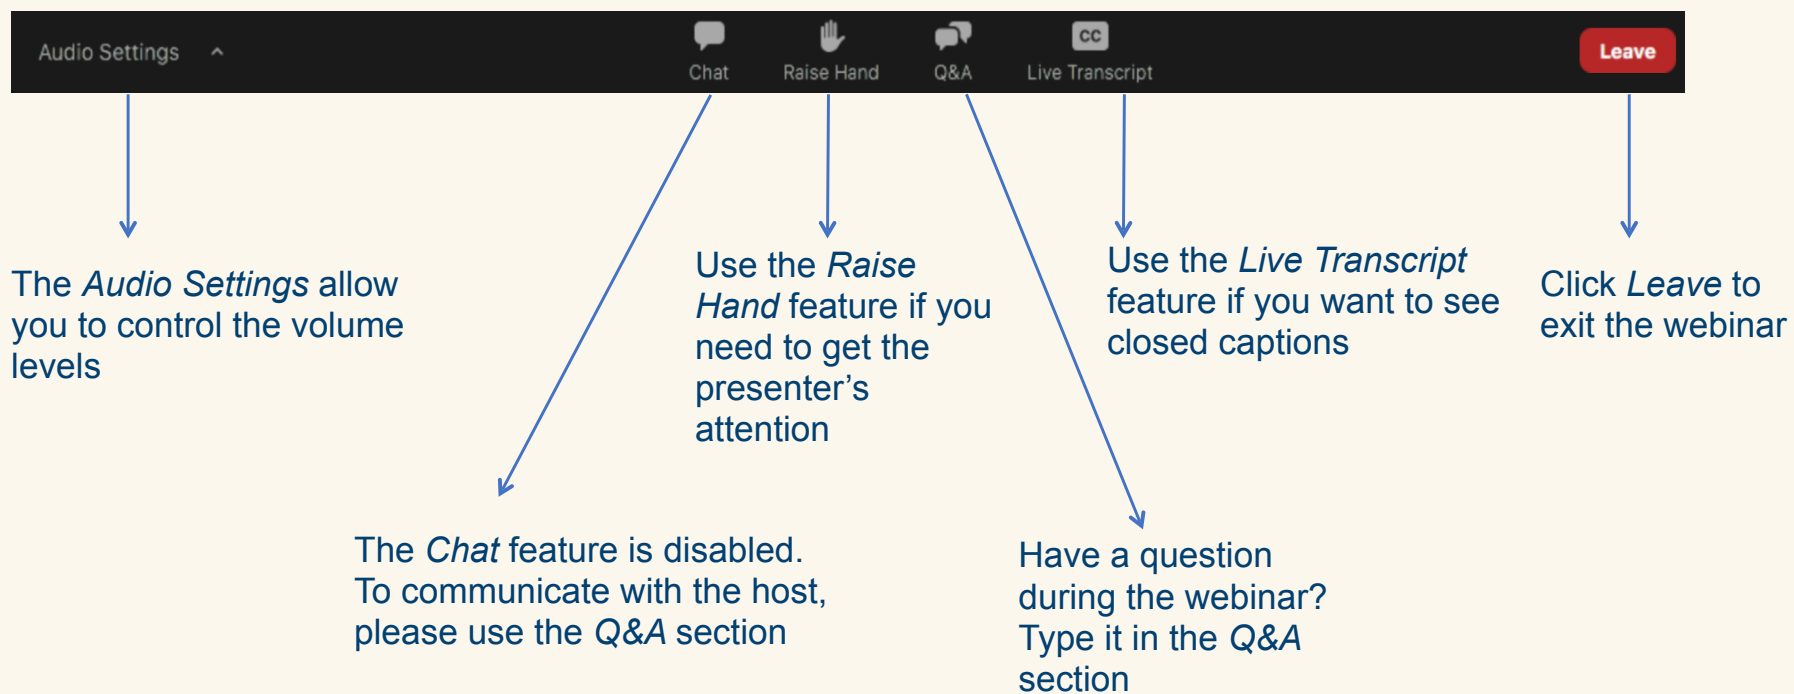 Audio Settings
Chat
Raise Hand
Q&A
CC
Live Transcript
Leave
The Audio Settings allow
you to control the volume
levels
Use the Raise
Hand feature if you
need to get the
presenter’s
attention
Use the Live Transcript
feature if you want to see
closed captions
Click Leave to
exit the webinar
The Chat feature is disabled.
To communicate with the host,
please use the Q&A section
Have a question
during the webinar?
Type it in the Q&A
section